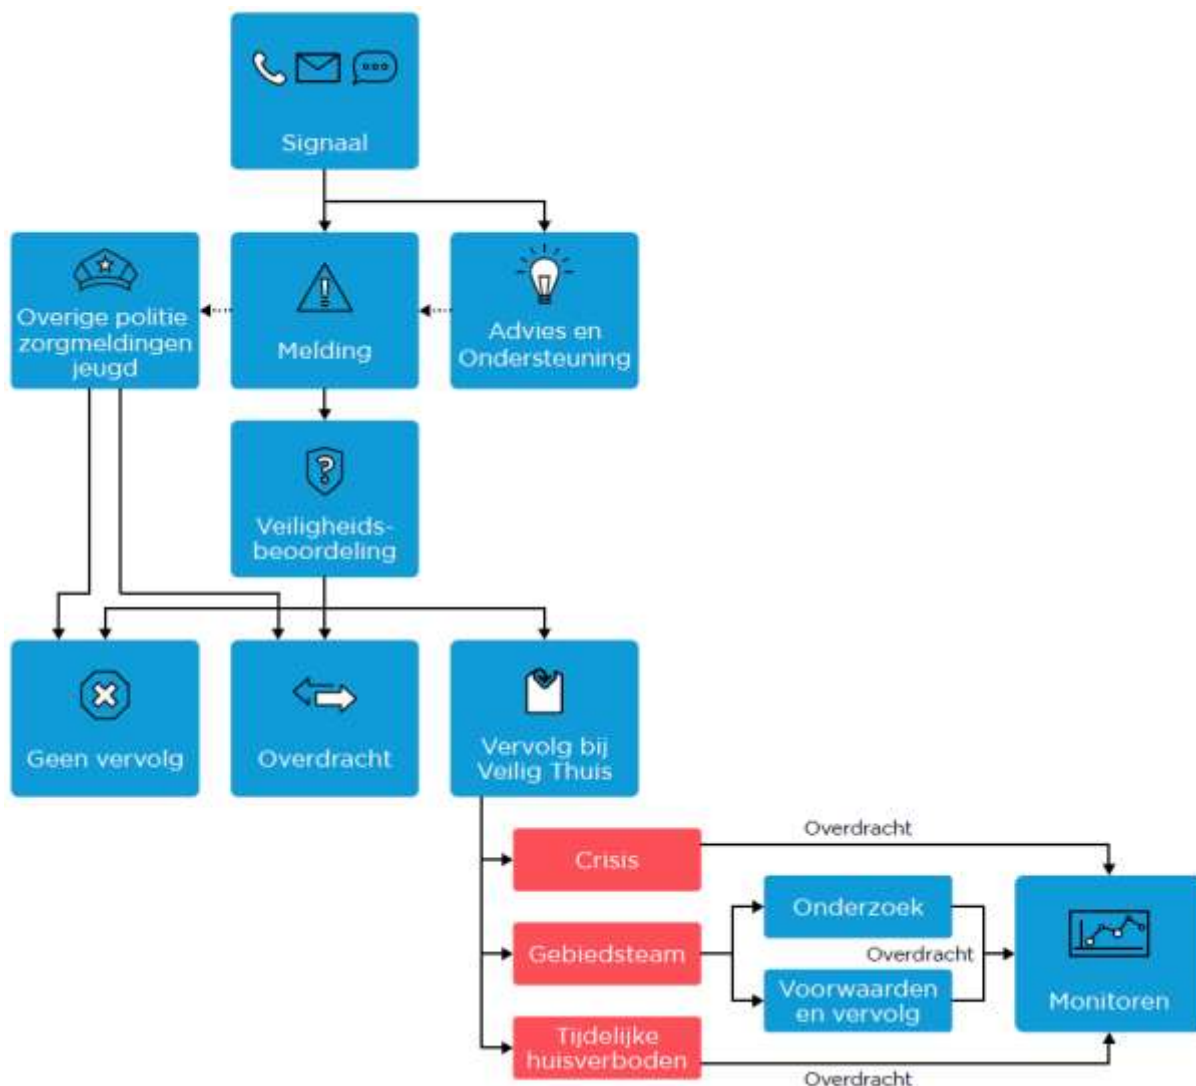 Signaal
Overige politie
zorgmeldingen
jeugd
Melding
Advies en
Ondersteuning
Veiligheids-
beoordeling
Geen vervolg
Overdracht
Vervolg bij
Veilig Thuis
Overdracht
Crisis
Onderzoek
Gebiedsteam
Overdracht
Voorwaarden
en vervolg
Monitoren
Tijdelijke
huisverboden
Overdracht